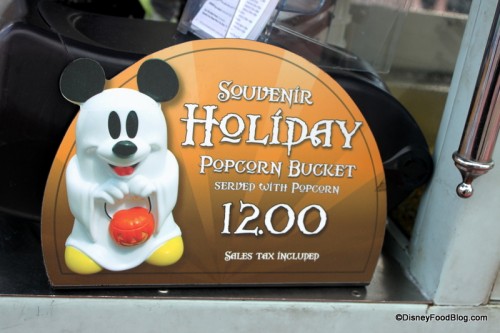 Souvenir
Holiday
Popcorn Bucket
served with Popcorn
12.00
Sales tax Included
©DisneyFoodBlog.com